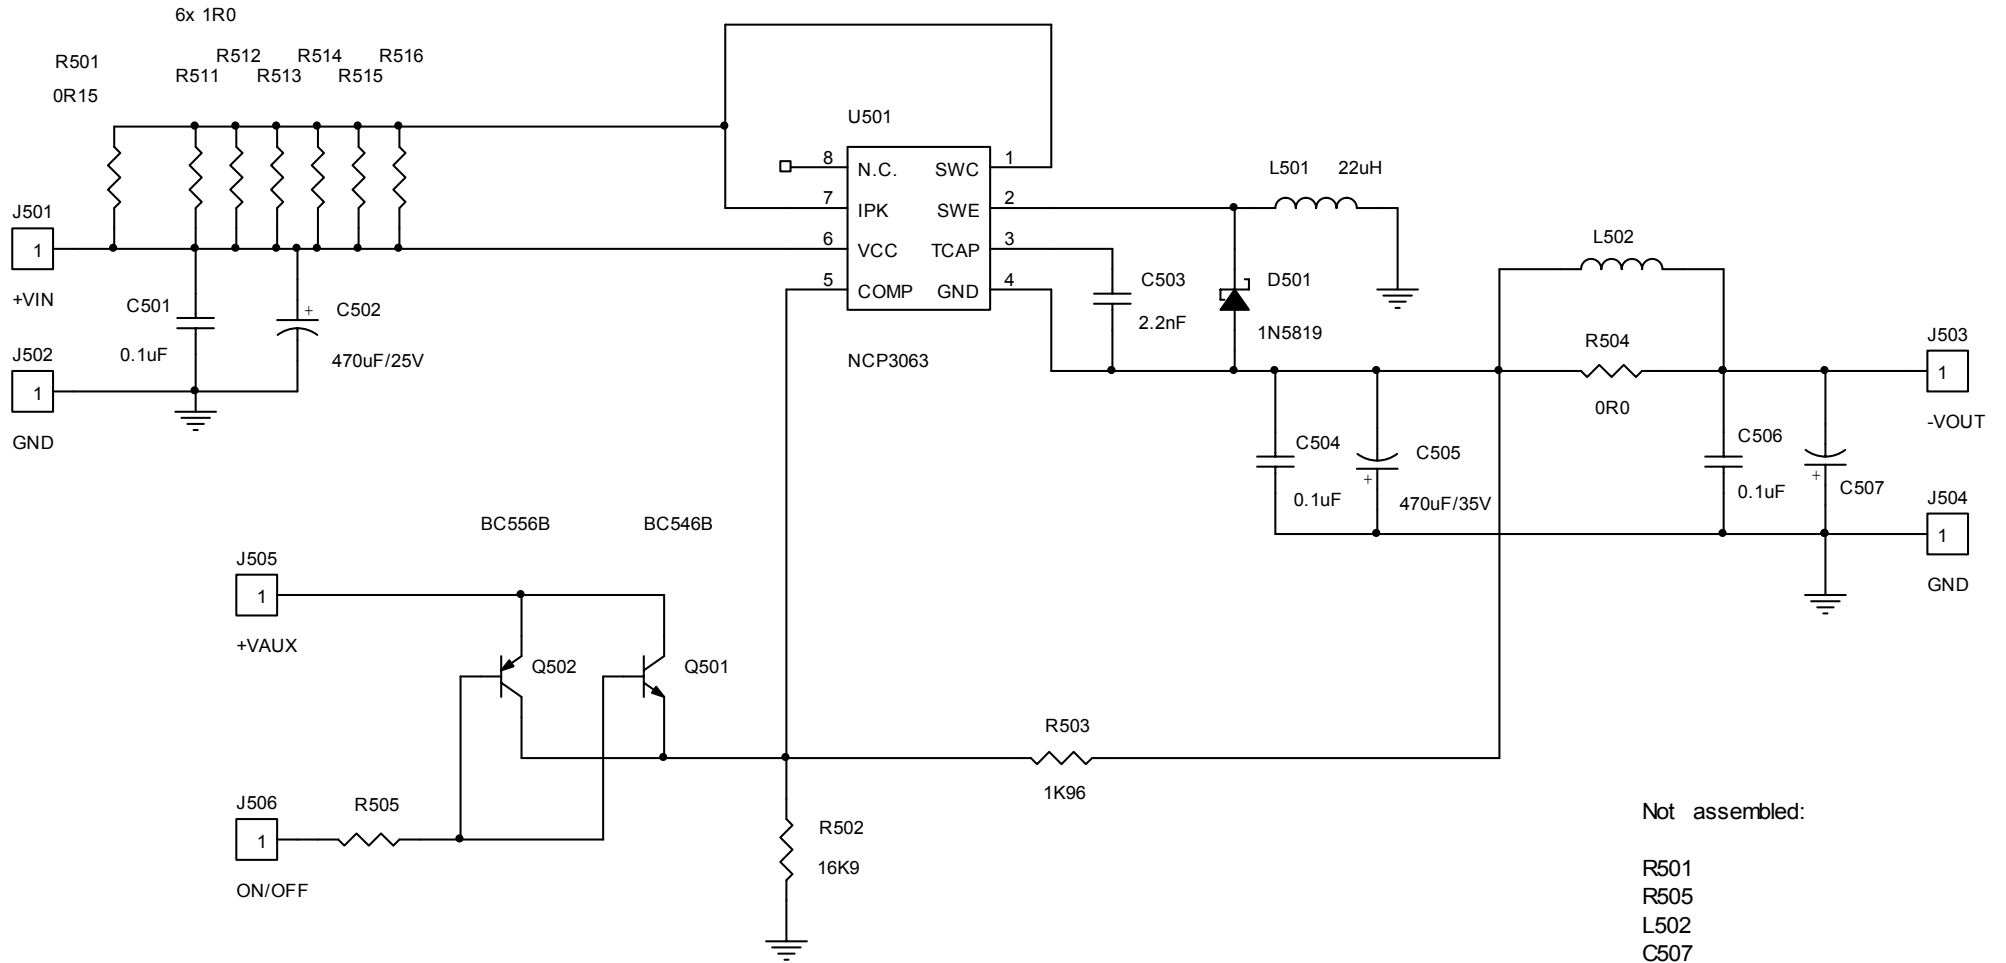 6x 1R0
R501
0R15
R511
R512
R513
R514
R515
R516
J501
1
+VIN
J502
1
GND
C501
0.1uF
+
C502
470uF/25V
U501
8
N.C.
SWC
1
7
IPK
SWE
2
6
VCC
TCAP
3
5
COMP
GND
4
NCP3063
C503
2.2nF
L501 22uH
D501
1N5819
L502
R504
0R0
J503
1
-VOUT
C504
0.1uF
C505
+
470uF/35V
C506
0.1uF
+
C507
J504
1
GND
BC556B
BC546B
J505
1
+VAUX
Q502
Q501
R503
1K96
J506
1
ON/OFF
R505
R502
16K9
Not assembled:
R501
R505
L502
C507